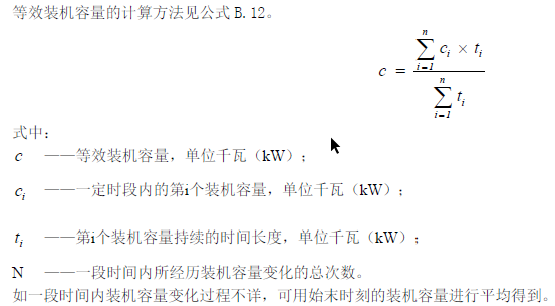 等效装机容量的计算方法见公式 B.12。
c = \frac{\sum_{i=1}^{n} c_i × t_i}{\sum_{i=1}^{n} t_i}
式中：
c ——等效装机容量，单位千瓦（kW）；
c_i ——一定时段内的第i个装机容量，单位千瓦（kW）；
t_i ——第i个装机容量持续的时间长度，单位千瓦（kW）；
N ——一段时间内所经历装机容量变化的总次数。
如一段时间内装机容量变化过程不详，可用始末时刻的装机容量进行平均得到。